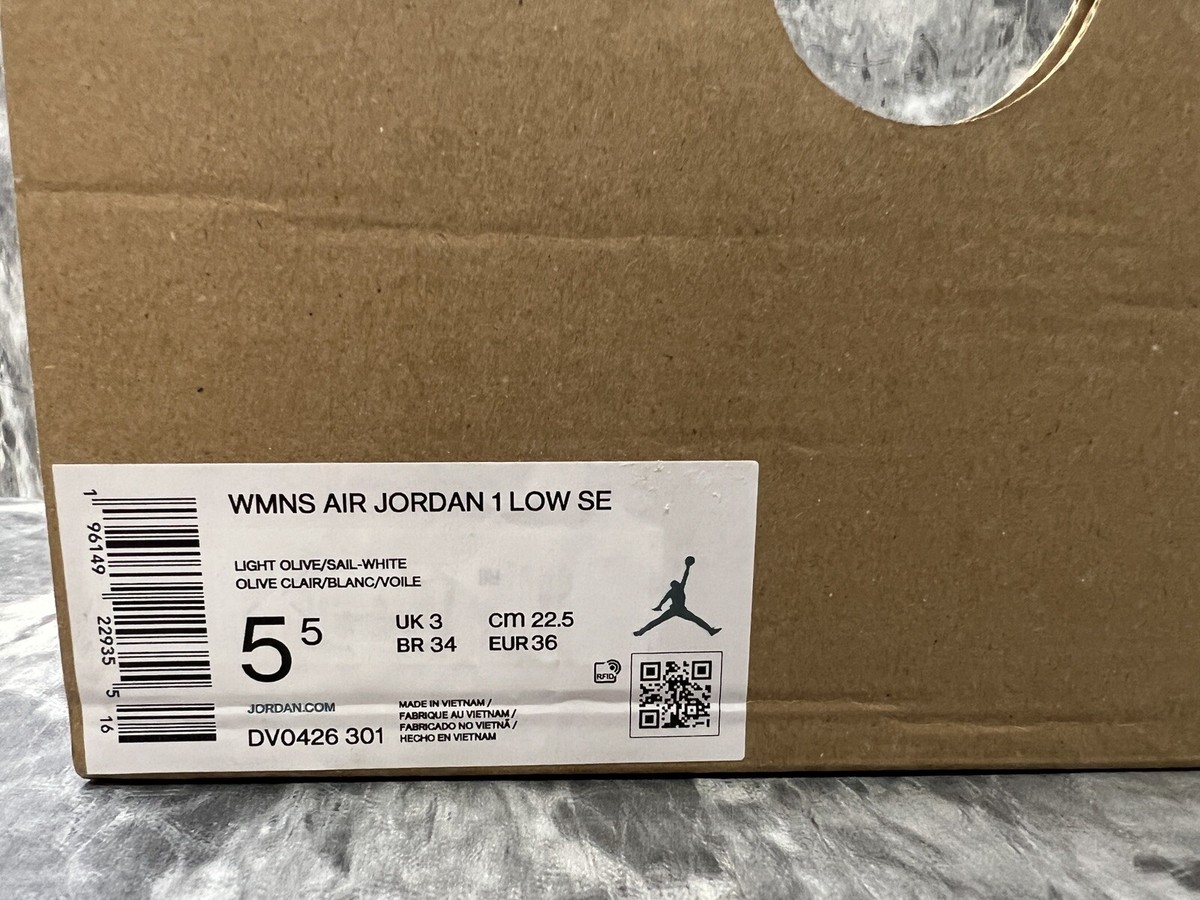 WMNS AIR JORDAN 1 LOW SE
LIGHT OLIVE/SAIL-WHITE
OLIVE CLAIR/BLANC/VOILE
5 5
UK 3
BR 34
cm 22.5
EUR 36
RFID
JORDAN.COM
DV0426 301
MADE IN VIETNAM /
FABRIQUE AU VIETNAM /
FABRICADO NO VIETNÃ /
HECHO EN VIETNAM
1 96149 22935 5 16